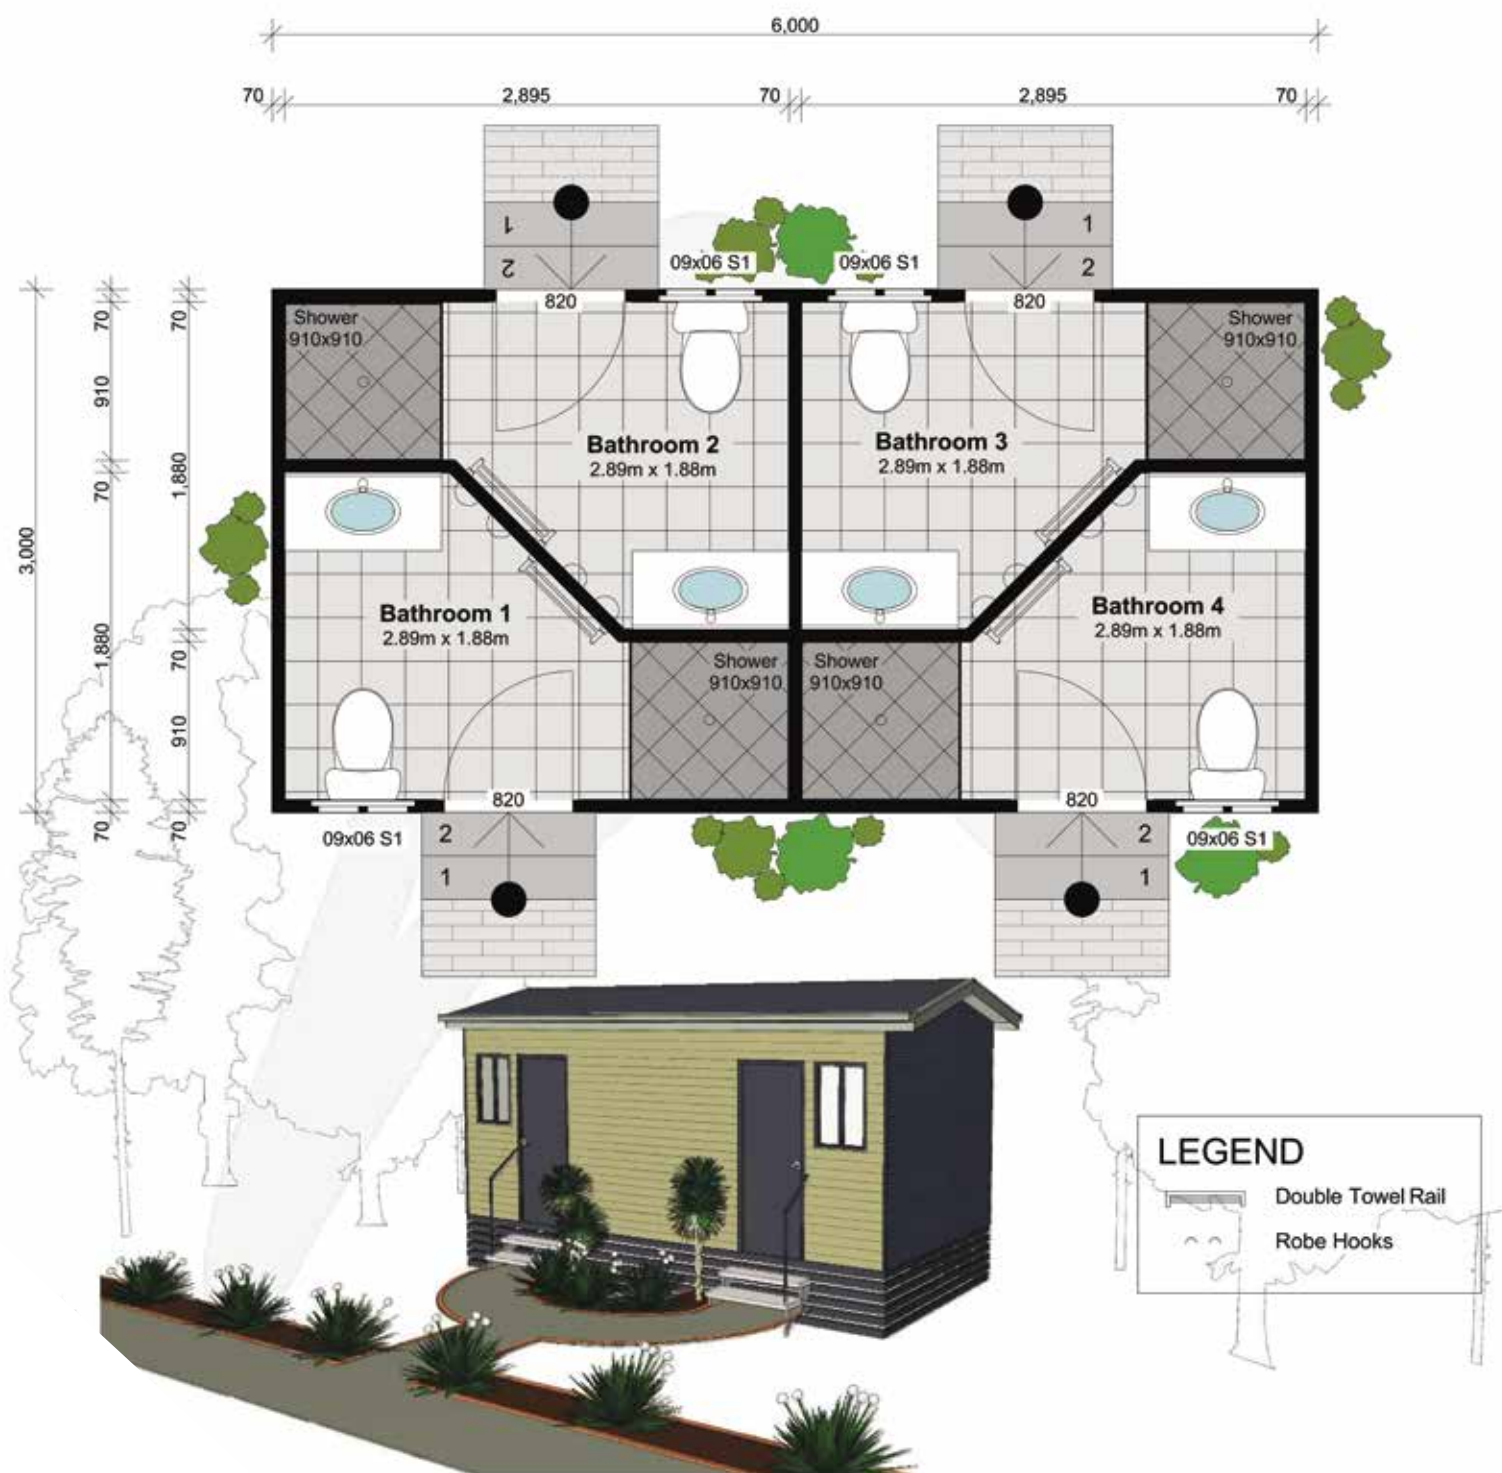 6,000
70 2,895 70 2,895 70
1
2
1
2
09x06 S1
09x06 S1
820
820
Shower
910x910
Shower
910x910
Bathroom 2
2.89m x 1.88m
Bathroom 3
2.89m x 1.88m
3,000
70
910
70
1,880
70
70
1,880
70
910
70
Bathroom 1
2.89m x 1.88m
Bathroom 4
2.89m x 1.88m
Shower
910x910
Shower
910x910
820
820
09x06 S1
2
1
2
1
09x06 S1
LEGEND
Double Towel Rail
Robe Hooks